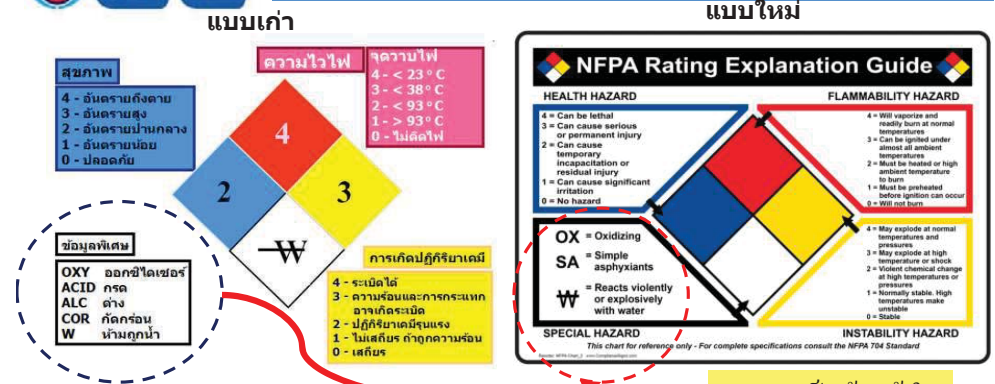 แบบเก่า
แบบใหม่
สุขภาพ
4 - อันตรายถึงตาย
3 - อันตรายสูง
2 - อันตรายปานกลาง
1 - อันตรายน้อย
0 - ปลอดภัย
ความไวไฟ
จุดวาบไฟ
4 - < 23 ° C
3 - < 38 ° C
2 - < 93 ° C
1 - > 93 ° C
0 - ไม่ติดไฟ
4
2
3
W
ข้อมูลพิเศษ
OXY ออกซิไดเซอร์
ACID กรด
ALC ด่าง
COR กัดกร่อน
W ห้ามถูกน้ำ
การเกิดปฏิกิริยาเคมี
4 - ระเบิดได้
3 - ความร้อนและการกระแทก
อาจเกิดระเบิด
2 - ปฏิกิริยาเคมีรุนแรง
1 - ไม่เสถียร ถ้าถูกความร้อน
0 - เสถียร
NFPA Rating Explanation Guide
HEALTH HAZARD
4 = Can be lethal
3 = Can cause serious
or permanent injury
2 = Can cause
temporary
incapacitation or
residual injury
1 = Can cause significant
irritation
0 = No hazard
FLAMMABILITY HAZARD
4 = Will vaporize and
readily burn at normal
temperatures
3 = Can be ignited under
almost all ambient
temperatures
2 = Must be heated or high
ambient temperature
to burn
1 = Must be preheated
before ignition can occur
0 = Will not burn
OX = Oxidizing
SA = Simple
asphyxiants
W = Reacts violently
or explosively
with water
SPECIAL HAZARD
4 = May explode at normal
temperatures and
pressures
3 = May explode at high
temperature or shock
2 = Violent chemical change
at high temperatures or
pressures
1 = Normally stable. High
temperatures make
unstable
0 = Stable
INSTABILITY HAZARD
This chart for reference only - For complete specifications consult the NFPA 704 Standard